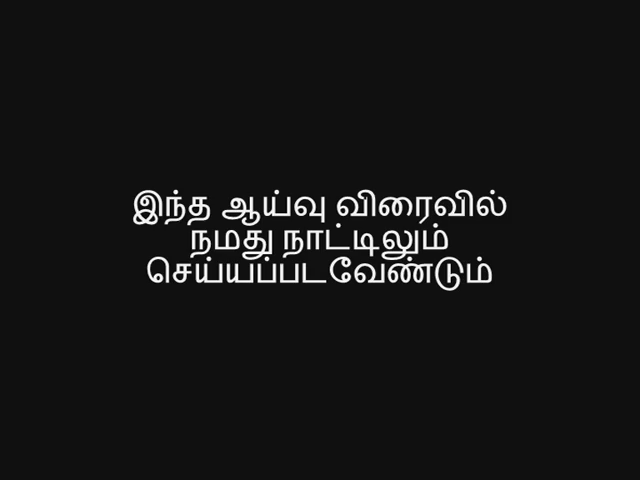 இந்த ஆய்வு விரைவில்
நமது நாட்டிலும்
செய்யப்படவேண்டும்